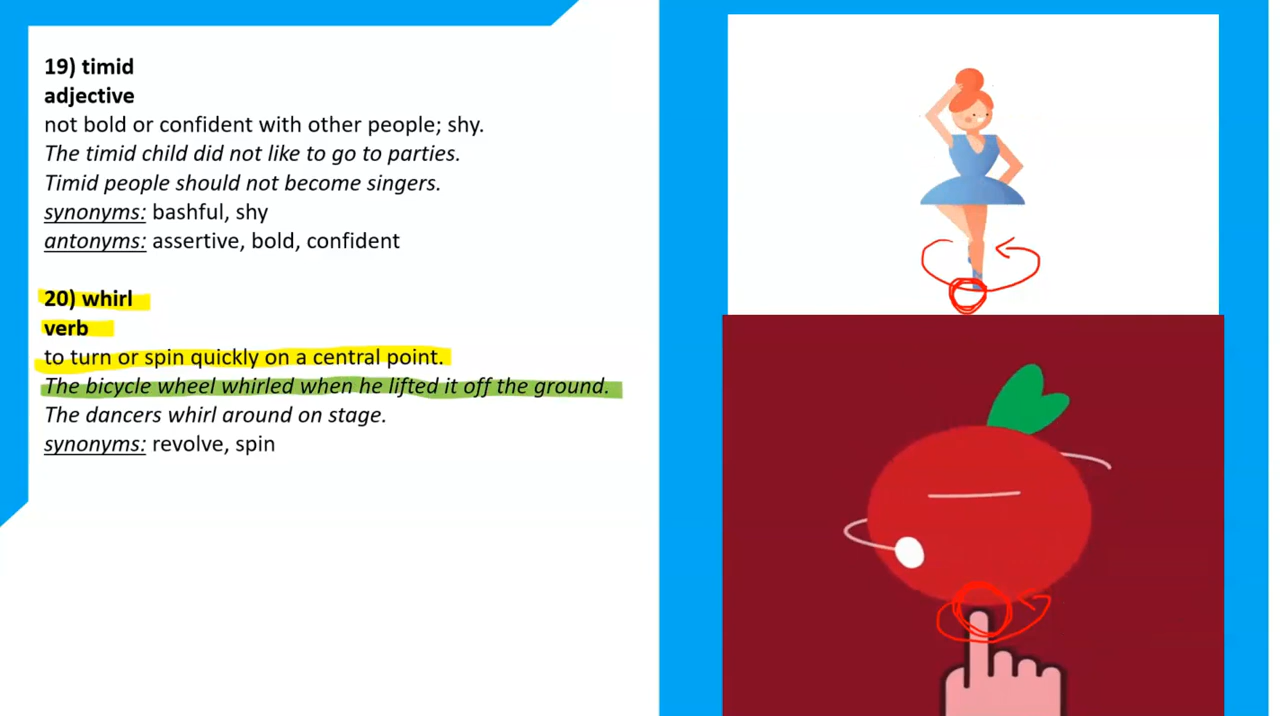 19) timid
adjective
not bold or confident with other people; shy.
The timid child did not like to go to parties.
Timid people should not become singers.
synonyms: bashful, shy
antonyms: assertive, bold, confident
20) whirl
verb
to turn or spin quickly on a central point.
The bicycle wheel whirled when he lifted it off the ground.
The dancers whirl around on stage.
synonyms: revolve, spin